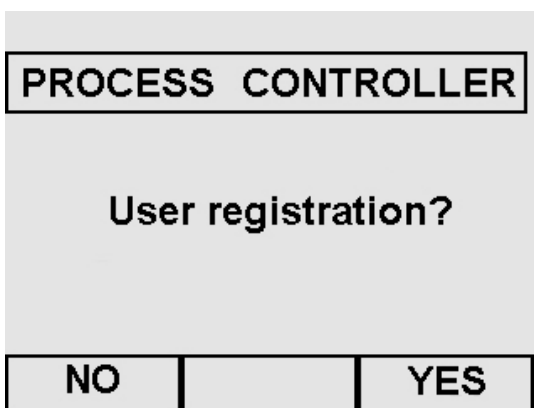 PROCESS CONTROLLER
User registration?
NO YES